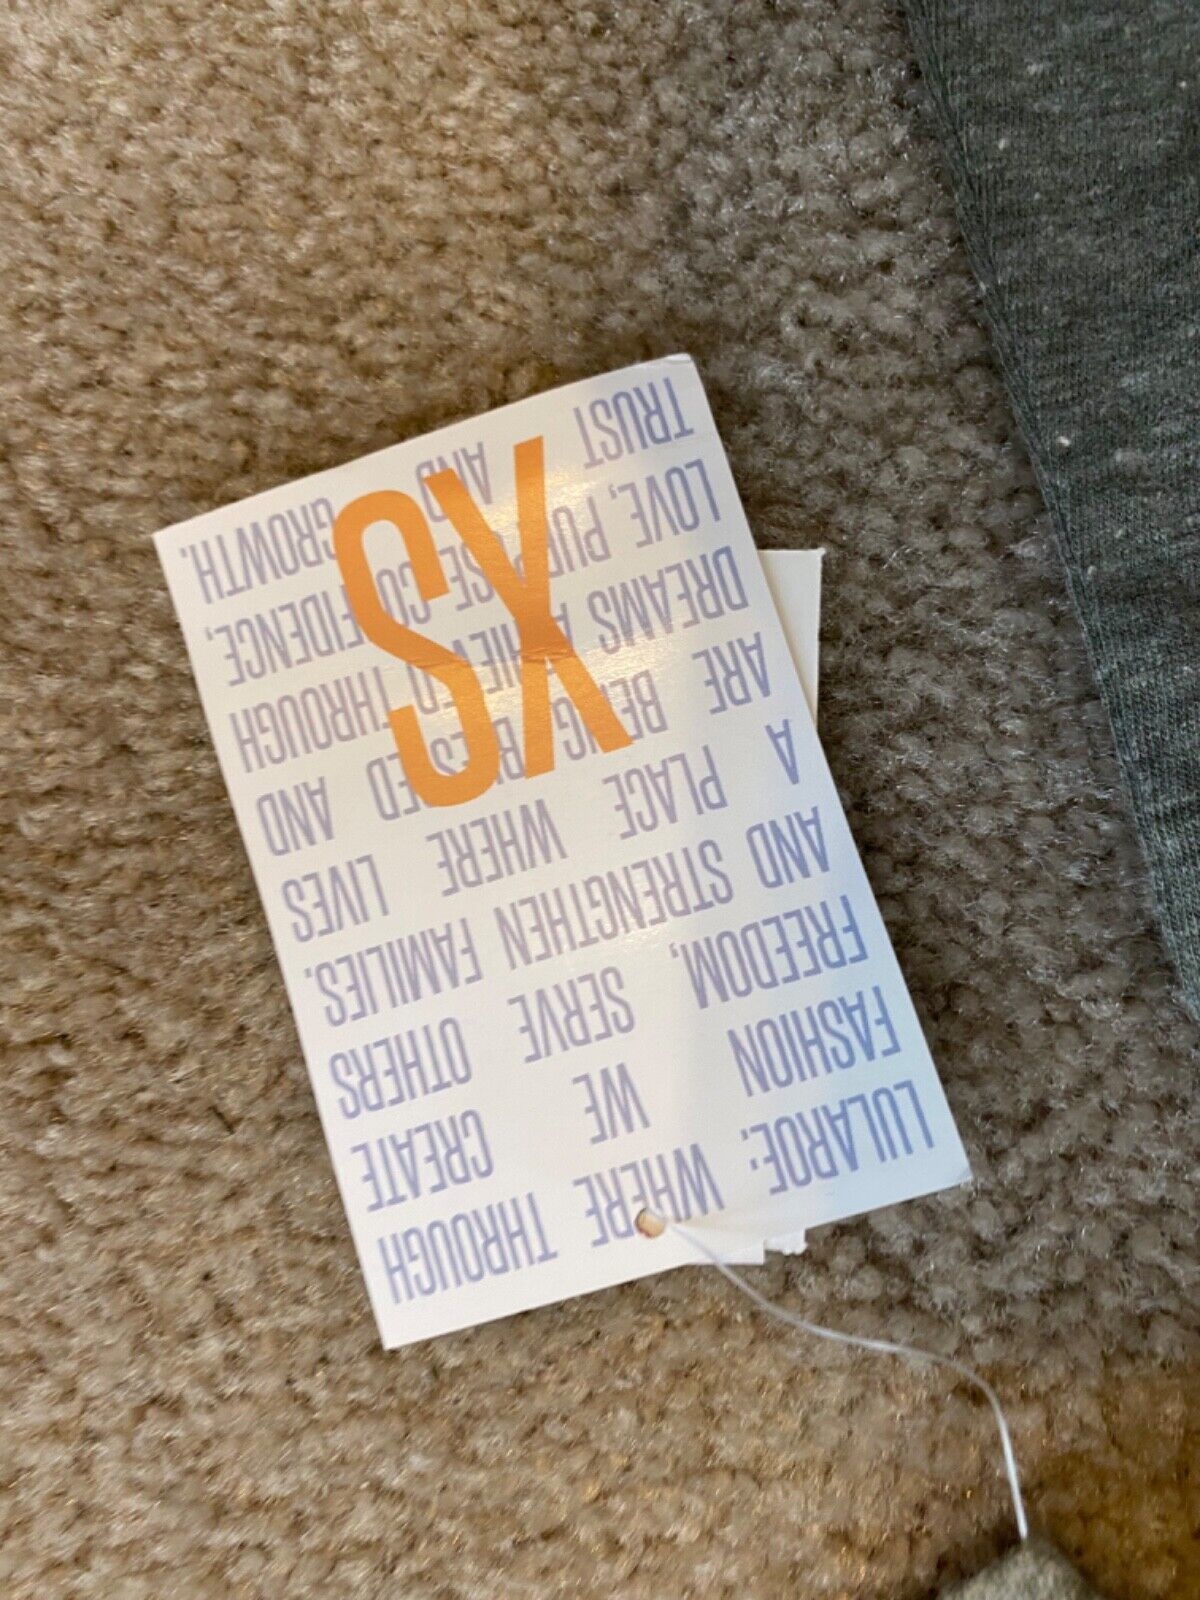 LULAROE: WHERE THROUGH
FASHION WE CREATE
FREEDOM, SERVE OTHERS
AND STRENGTHEN FAMILIES.
A PLACE WHERE LIVES
ARE BEING BLESSED AND
DREAMS ACHIEVED THROUGH
LOVE, PURPOSE CONFIDENCE,
TRUST AND GROWTH.
XS